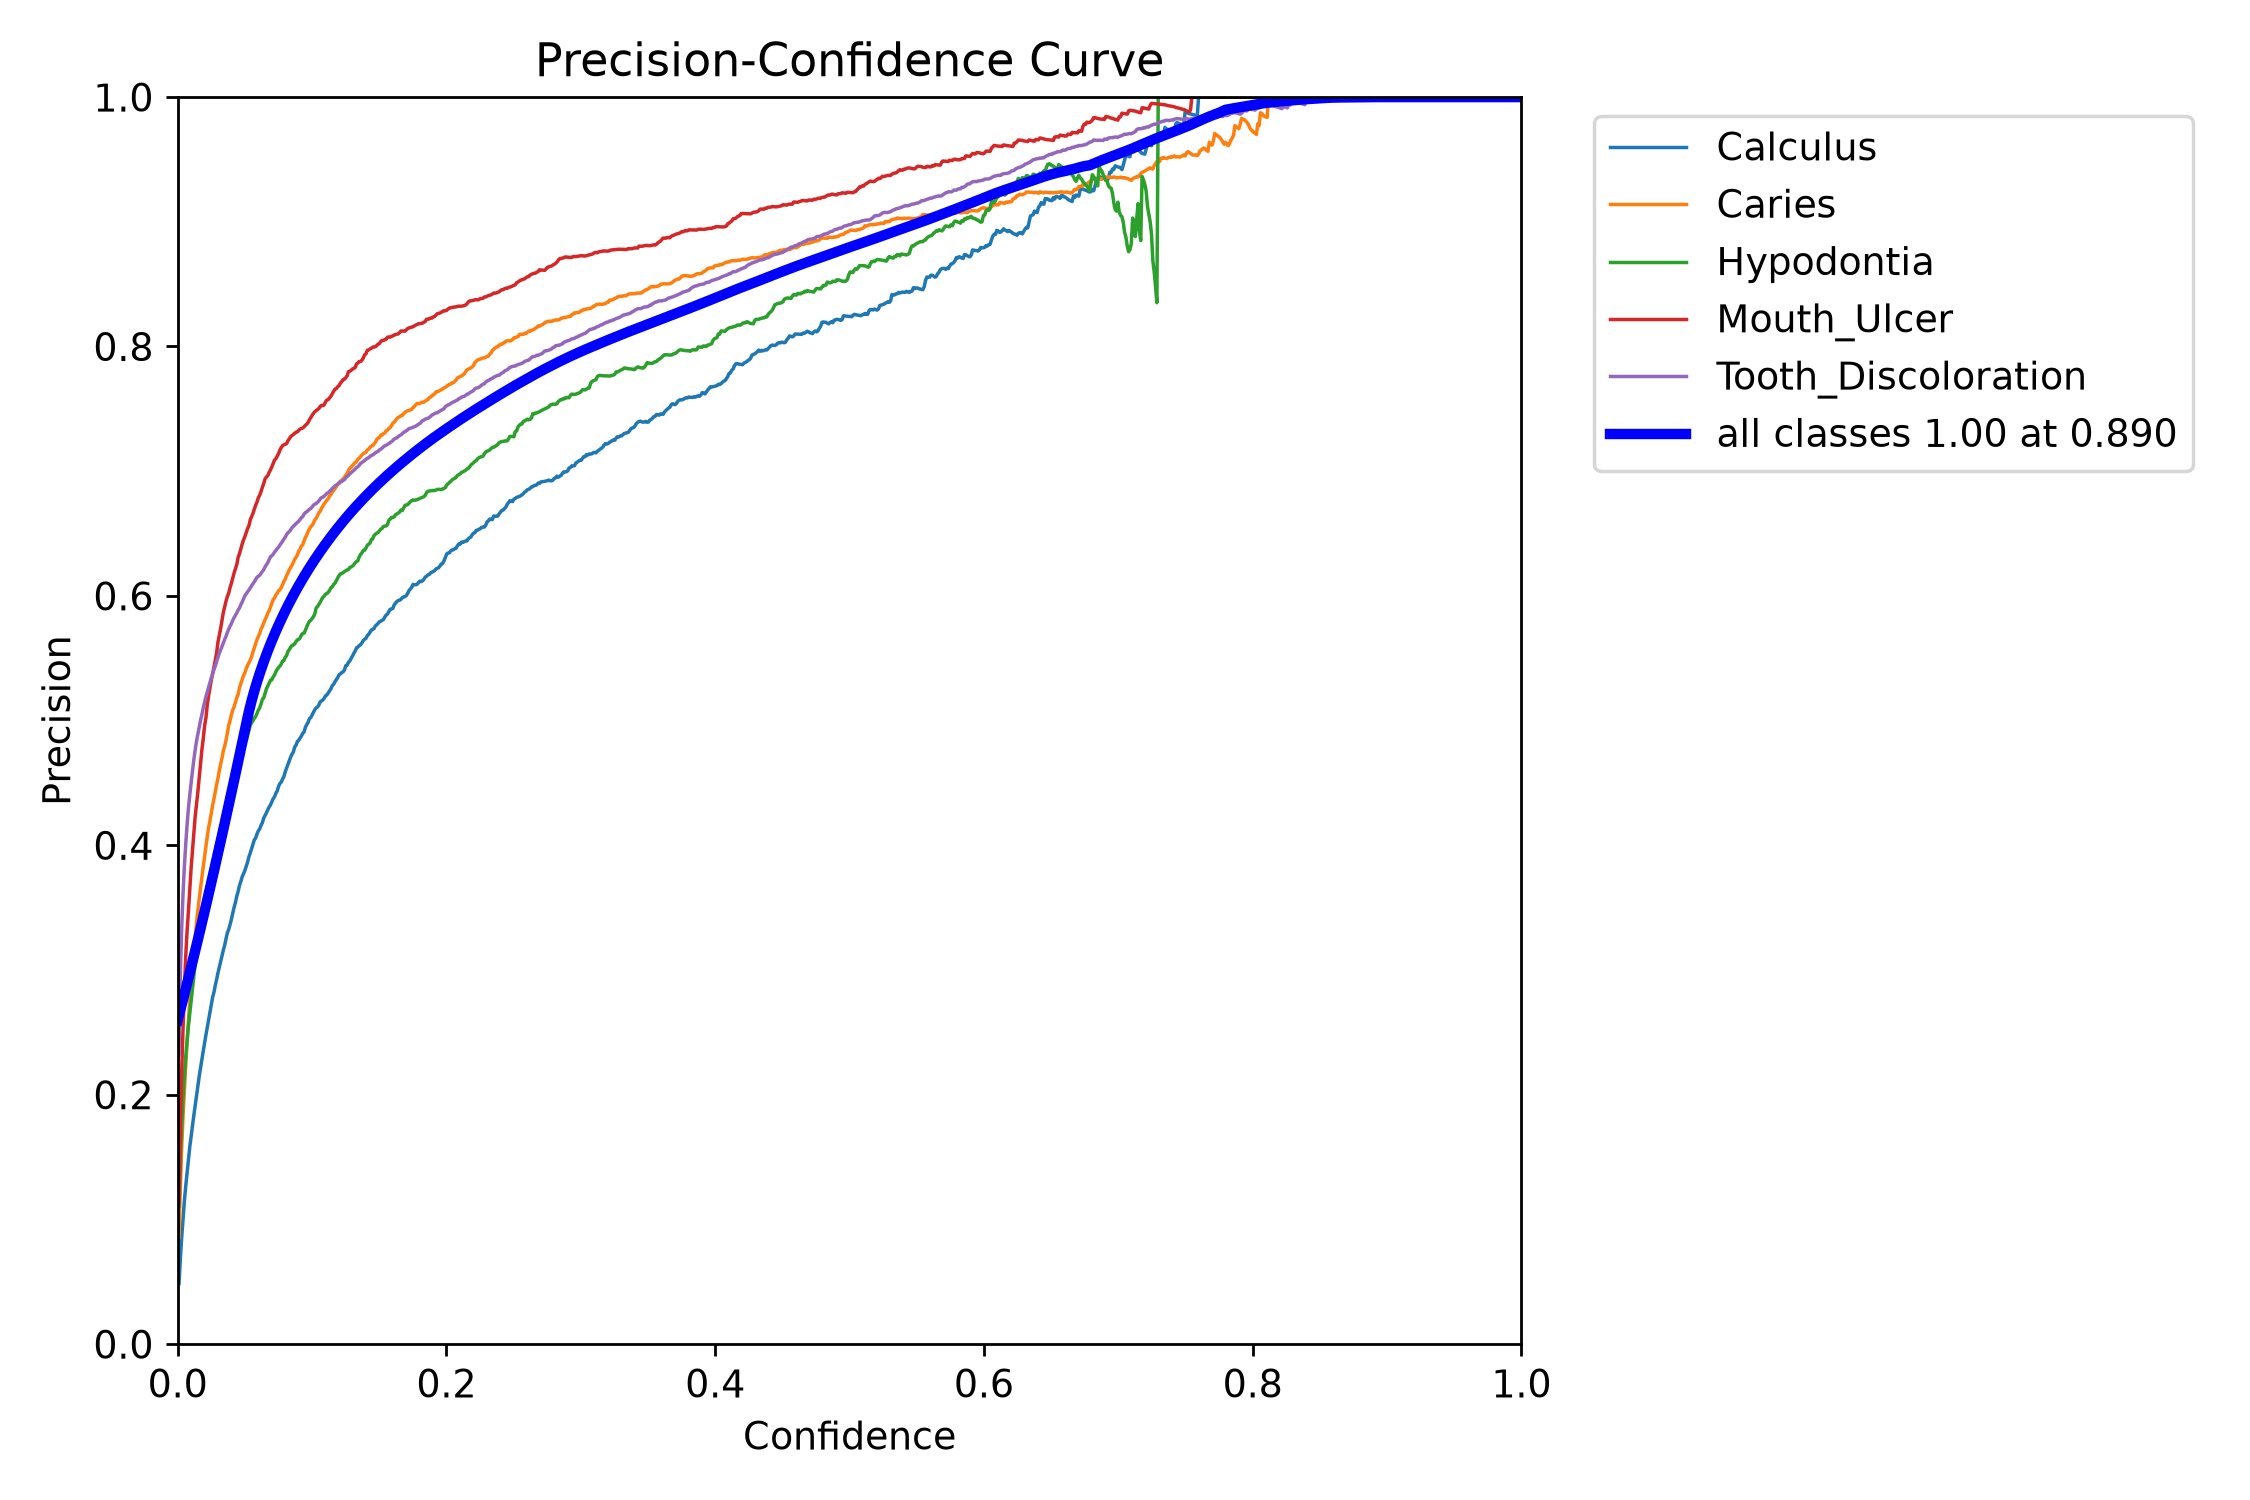 Precision-Confidence Curve
1.0
0.8
0.6
0.4
0.2
0.0
Precision
0.0 0.2 0.4 0.6 0.8 1.0
Confidence
Calculus
Caries
Hypodontia
Mouth_Ulcer
Tooth_Discoloration
all classes 1.00 at 0.890